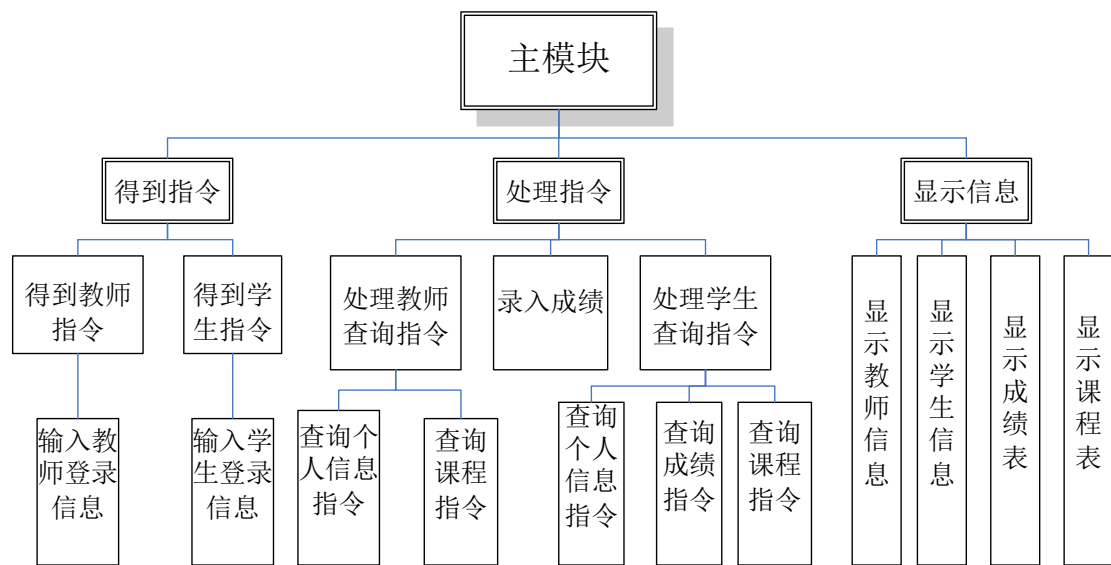 主模块
得到指令
处理指令
显示信息
得到教师
指令
得到学
生指令
处理教师
查询指令
录入成绩
处理学生
查询指令
显示教师信息
显示学生信息
显示成绩表
显示课程表
输入教
师登录
信息
输入学
生登录
信息
查询个
人信息
指令
查询
课程
指令
查询
个人
信息
指令
查询
成绩
指令
查询
课程
指令